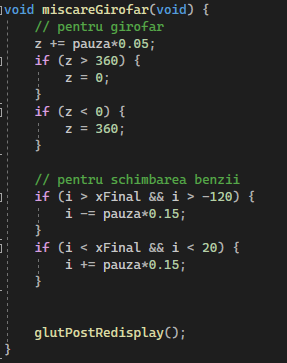 void miscareGirofar(void) {
// pentru girofar
z += pauza*0.05;
if (z > 360) {
z = 0;
}
if (z < 0) {
z = 360;
}
// pentru schimbarea benzii
if (i > xFinal && i > -120) {
i -= pauza*0.15;
}
if (i < xFinal && i < 20) {
i += pauza*0.15;
}
glutPostRedisplay();
}